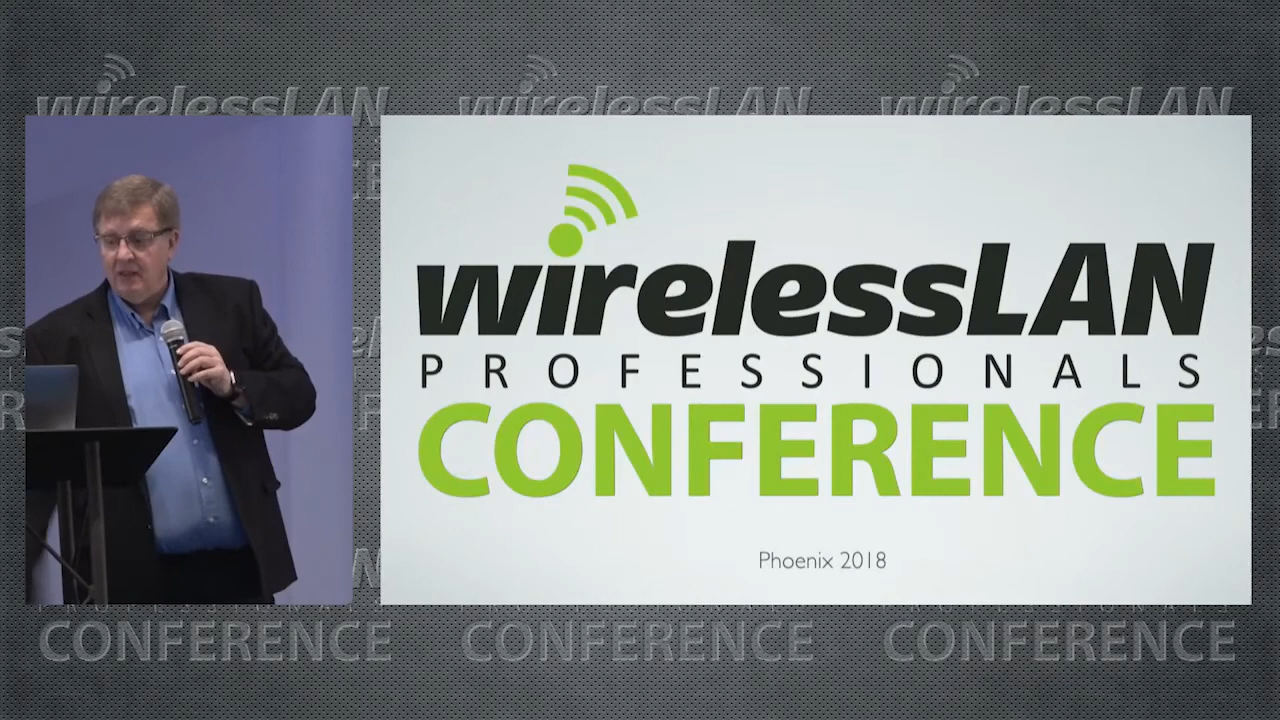 wirelessLAN wirelessLAN wirelessLAN
wirelessLAN
PROFESSIONALS
CONFERENCE
Phoenix 2018
CONFERENCE CONFERENCE CONFERENCE